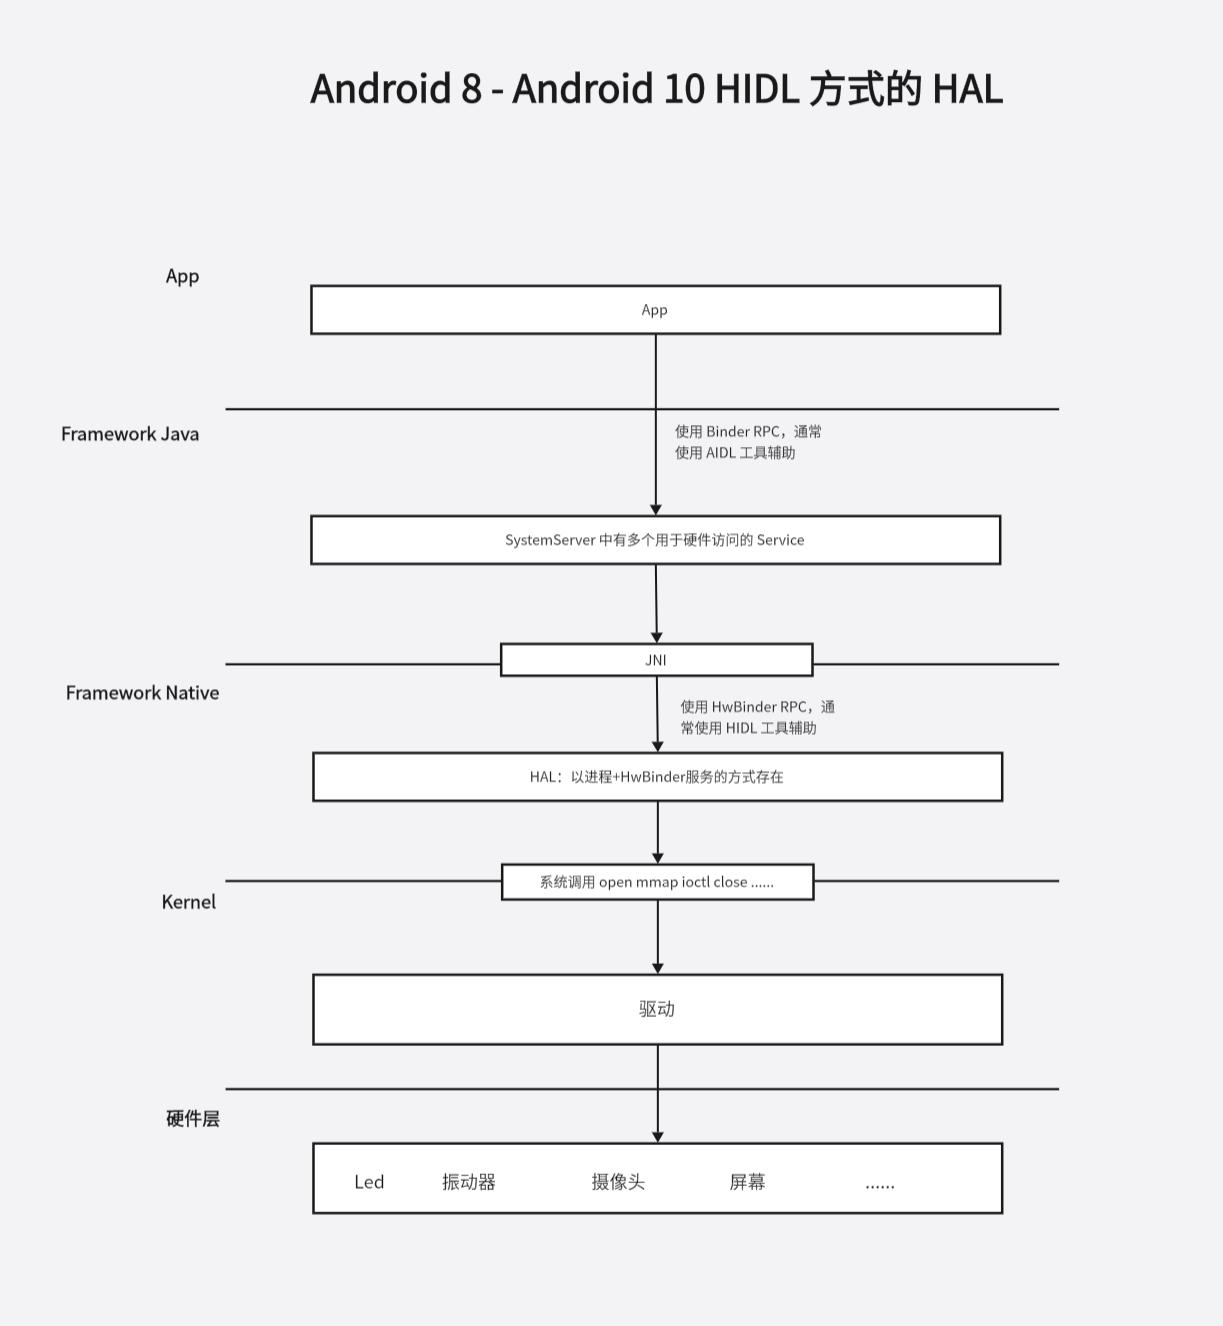 Android 8 - Android 10 HIDL 方式的 HAL
App
App
Framework Java
使用 Binder RPC，通常
使用 AIDL 工具辅助
SystemServer 中有多个用于硬件访问的 Service
JNI
Framework Native
使用 HwBinder RPC，通
常使用 HIDL 工具辅助
HAL：以进程+HwBinder服务的方式存在
系统调用 open mmap ioctl close ......
Kernel
驱动
硬件层
Led 振动器 摄像头 屏幕 ......